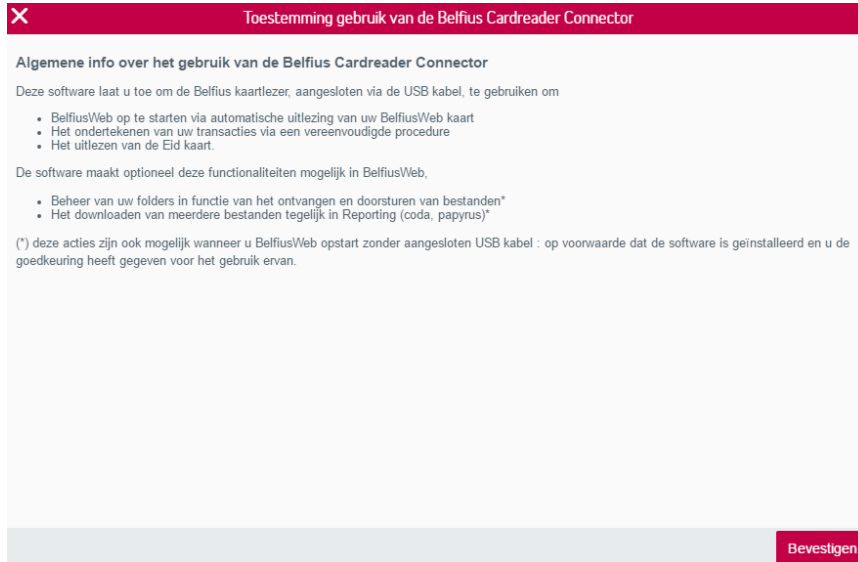 Toestemming gebruik van de Belfius Cardreader Connector
Algemene info over het gebruik van de Belfius Cardreader Connector
Deze software laat u toe om de Belfius kaartlezer, aangesloten via de USB kabel, te gebruiken om
• BelfiusWeb op te starten via automatische uitlezing van uw BelfiusWeb kaart
• Het ondertekenen van uw transacties via een vereenvoudigde procedure
• Het uitlezen van de Eid kaart.
De software maakt optioneel deze functionaliteiten mogelijk in BelfiusWeb,
• Beheer van uw folders in functie van het ontvangen en doorsturen van bestanden*
• Het downloaden van meerdere bestanden tegelijk in Reporting (coda, papyrus)*
(*) deze acties zijn ook mogelijk wanneer u BelfiusWeb opstart zonder aangesloten USB kabel : op voorwaarde dat de software is geïnstalleerd en u de
goedkeuring heeft gegeven voor het gebruik ervan.
Bevestigen